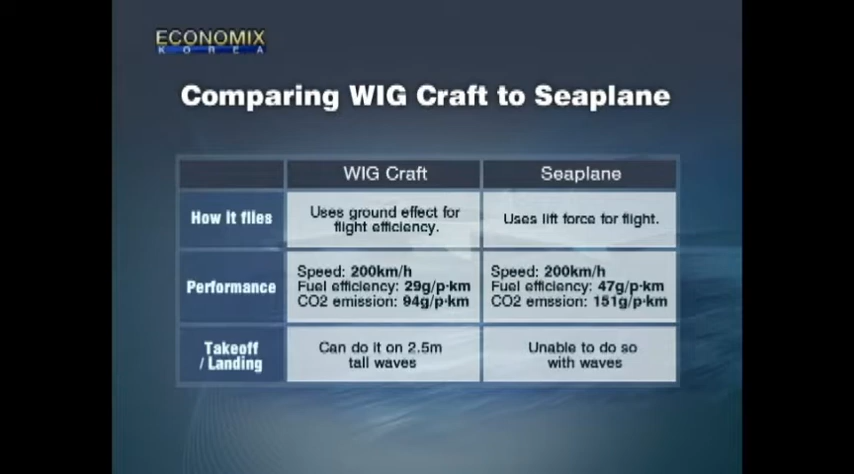 ECONOMIX
KOREA
Comparing WIG Craft to Seaplane
WIG Craft
Seaplane
How it flies
Uses ground effect for
flight efficiency.
Uses lift force for flight.
Performance
Speed: 200km/h
Fuel efficiency: 29g/p·km
CO2 emission: 94g/p·km
Speed: 200km/h
Fuel efficiency: 47g/p·km
CO2 emssion: 151g/p·km
Takeoff
/ Landing
Can do it on 2.5m
tall waves
Unable to do so
with waves